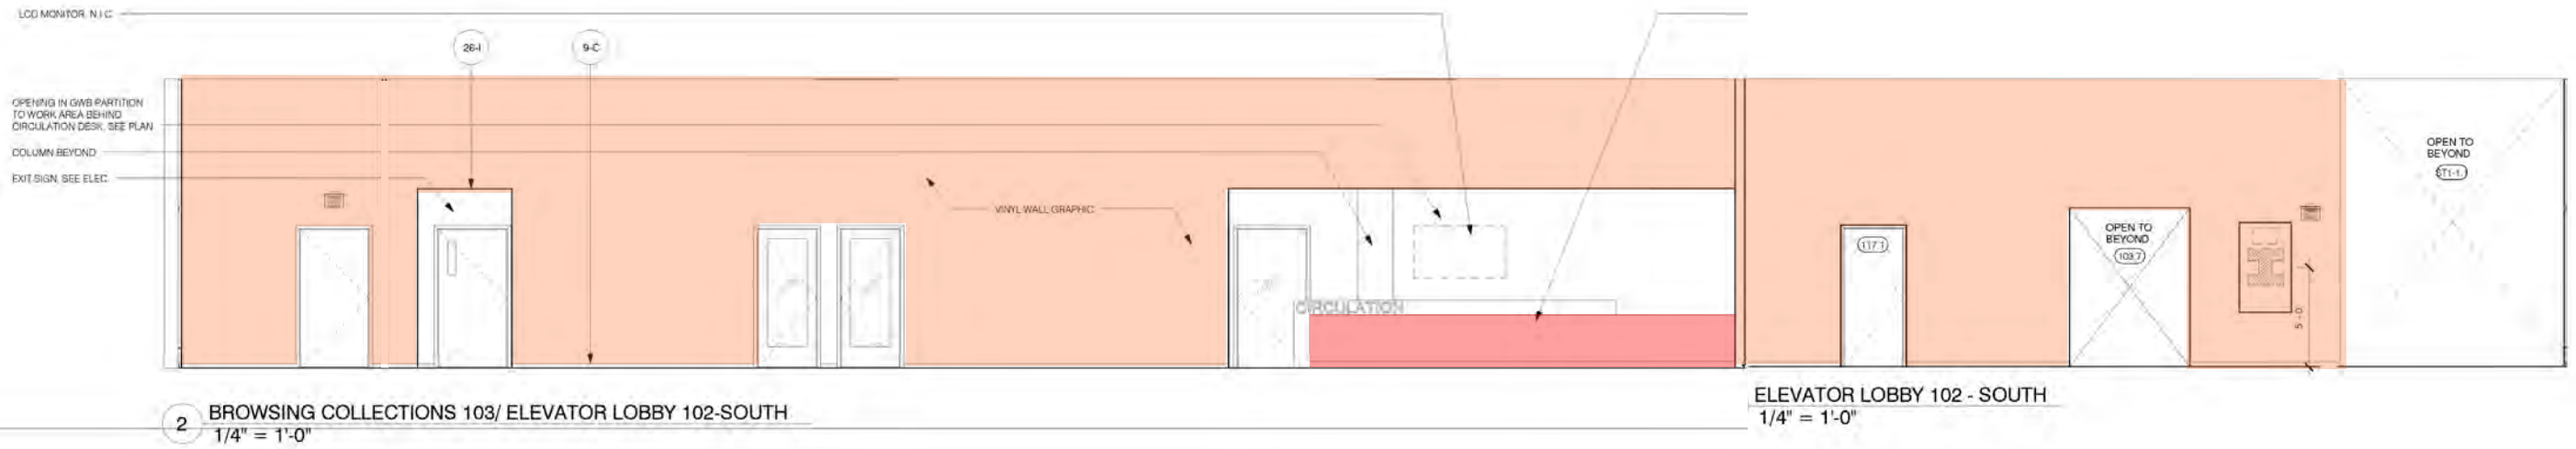 LCD MONITOR, N.I.C.
26-I
9-C
OPENING IN GWB PARTITION
TO WORK AREA BEHIND
CIRCULATION DESK, SEE PLAN
COLUMN BEYOND
EXIT SIGN, SEE ELEC.
VINYL WALL GRAPHIC
CIRCULATION
117.1
OPEN TO
BEYOND
103.7
5'-0"
OPEN TO
BEYOND
ST1-1.1
2
BROWSING COLLECTIONS 103/ ELEVATOR LOBBY 102-SOUTH
1/4" = 1'-0"
ELEVATOR LOBBY 102 - SOUTH
1/4" = 1'-0"